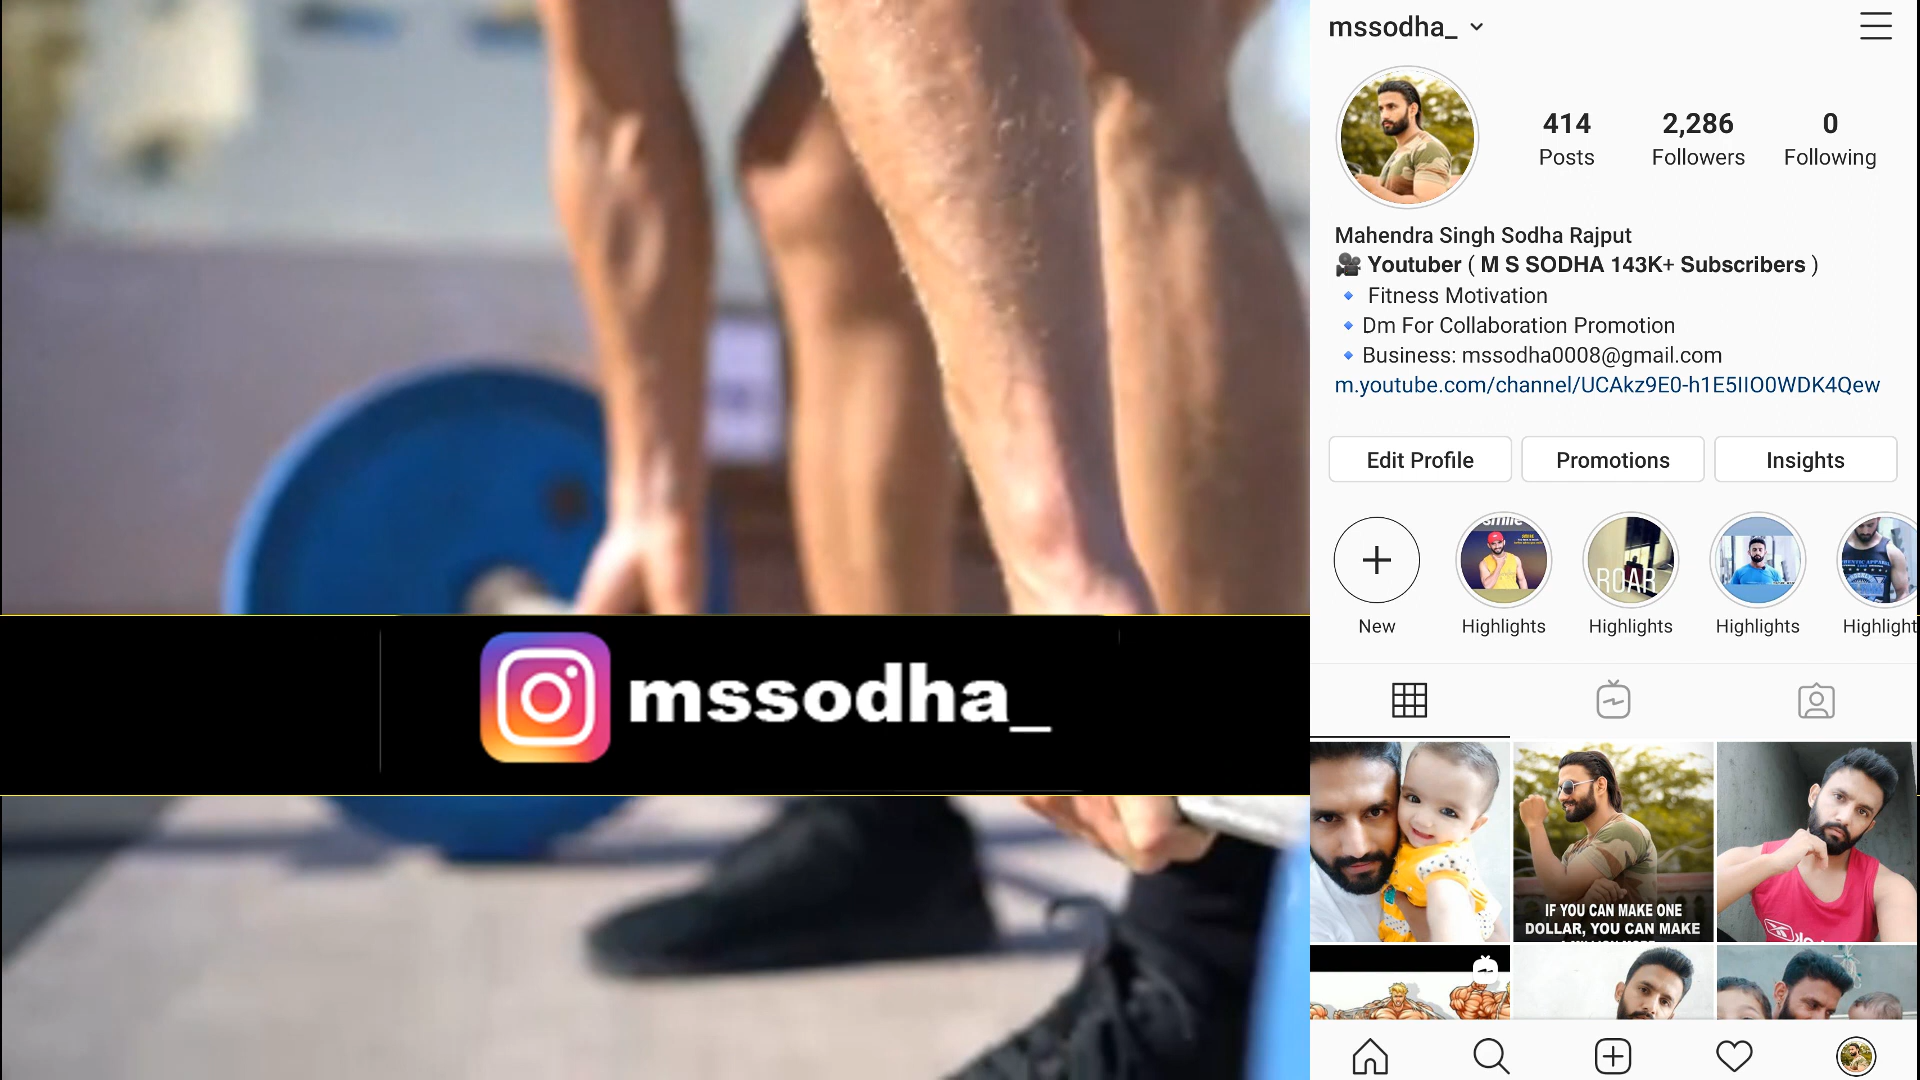 mssodha_
mssodha_
414
Posts
2,286
Followers
0
Following
Mahendra Singh Sodha Rajput
🎥 Youtuber ( M S SODHA 143K+ Subscribers )
🔹 Fitness Motivation
🔹 Dm For Collaboration Promotion
🔹 Business: mssodha0008@gmail.com
m.youtube.com/channel/UCAkz9E0-h1E5IIO0WDK4Qew
Edit Profile
Promotions
Insights
smile
ROAR
New
Highlights
Highlights
Highlights
Highlight
IF YOU CAN MAKE ONE
DOLLAR, YOU CAN MAKE